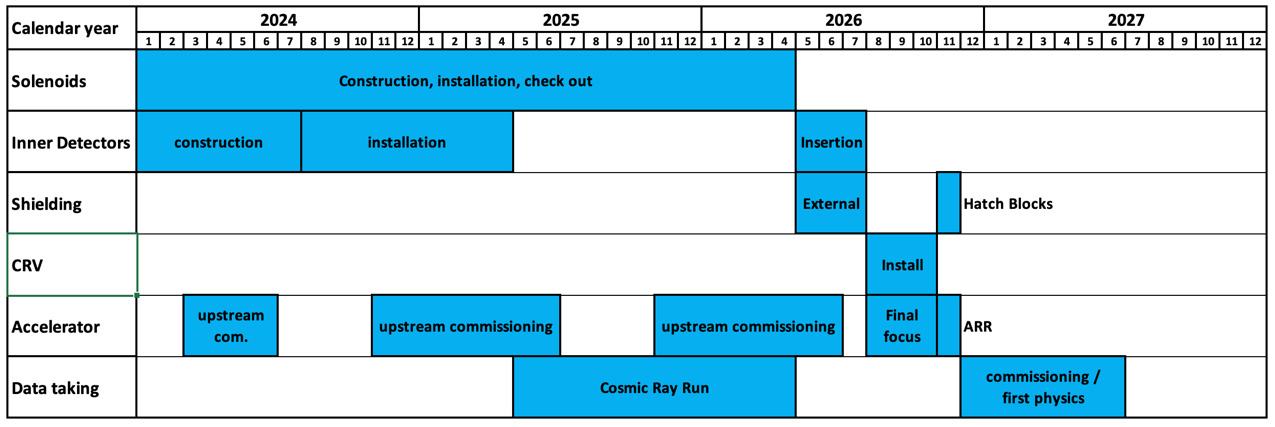 Calendar year 2024 2025 2026 2027
1 2 3 4 5 6 7 8 9 10 11 12 1 2 3 4 5 6 7 8 9 10 11 12 1 2 3 4 5 6 7 8 9 10 11 12 1 2 3 4 5 6 7 8 9 10 11 12
Solenoids Construction, installation, check out
Inner Detectors construction installation Insertion
Shielding External Hatch Blocks
CRV Install
Accelerator
upstream
com.
upstream commissioning
upstream commissioning
Final
focus
ARR
Data taking Cosmic Ray Run
commissioning /
first physics